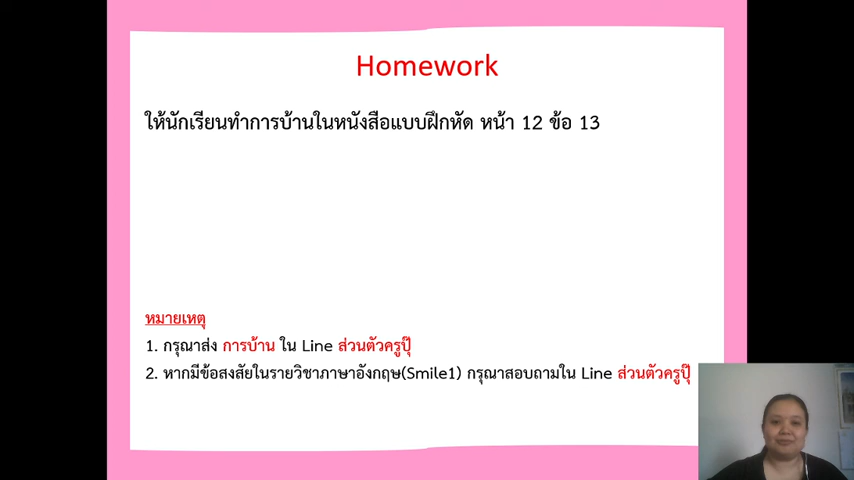 Homework
ให้นักเรียนทำการบ้านในหนังสือแบบฝึกหัด หน้า 12 ข้อ 13
หมายเหตุ
1. กรุณาส่ง การบ้าน ใน Line ส่วนตัวครูปุ๊
2. หากมีข้อสงสัยในรายวิชาภาษาอังกฤษ(Smile1) กรุณาสอบถามใน Line ส่วนตัวครูปุ๊